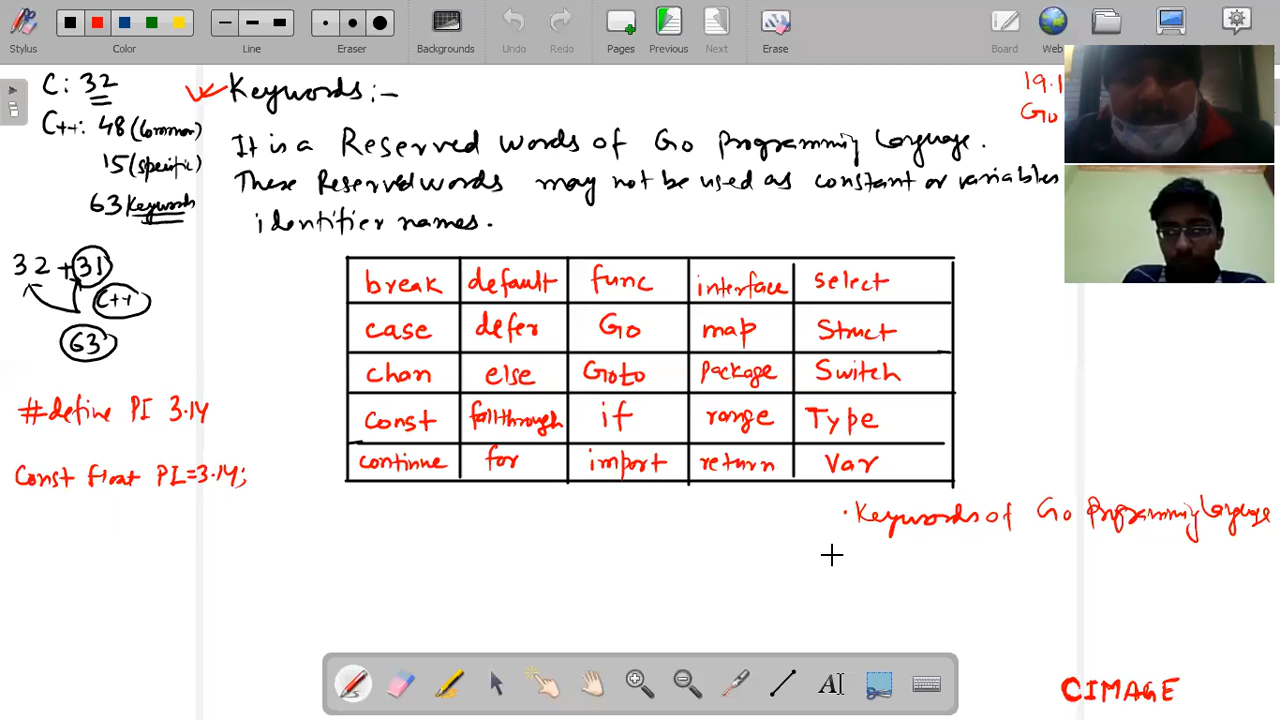 Stylus Color Line Eraser Backgrounds Undo Redo Pages Previous Next Erase Board Web
C: 32
C++: 48 (Common)
15 (specific)
63 Keywords
32 + 31
C++
63
#define PI 3.14
Const float PI=3.14;
Keywords:-
It is a Reserved words of Go Programming Language.
These Reserved words may not be used as constant or variables
identifier names.
19.1
Go
break default func interface select
case defer Go map Struct
chan else Goto Package Switch
Const fallthrough if range Type
continue for import return Var
.Keywords of Go Programming Language
CIMAGE